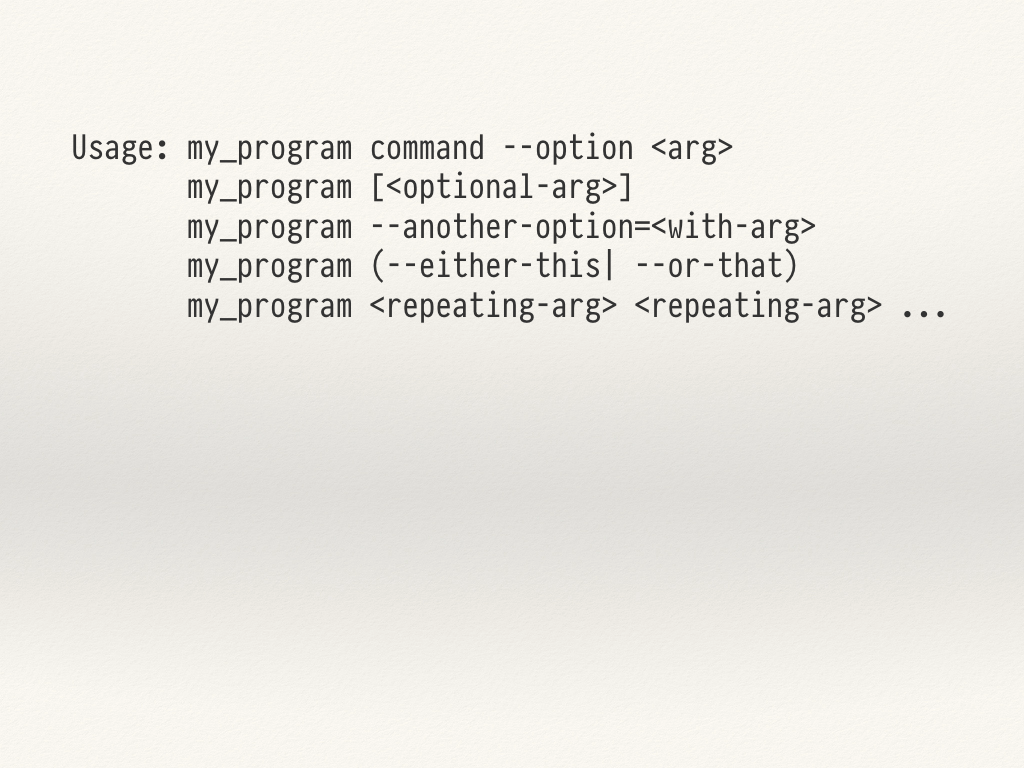 Usage: my_program command --option <arg>
my_program [<optional-arg>]
my_program --another-option=<with-arg>
my_program (--either-this| --or-that)
my_program <repeating-arg> <repeating-arg> ...